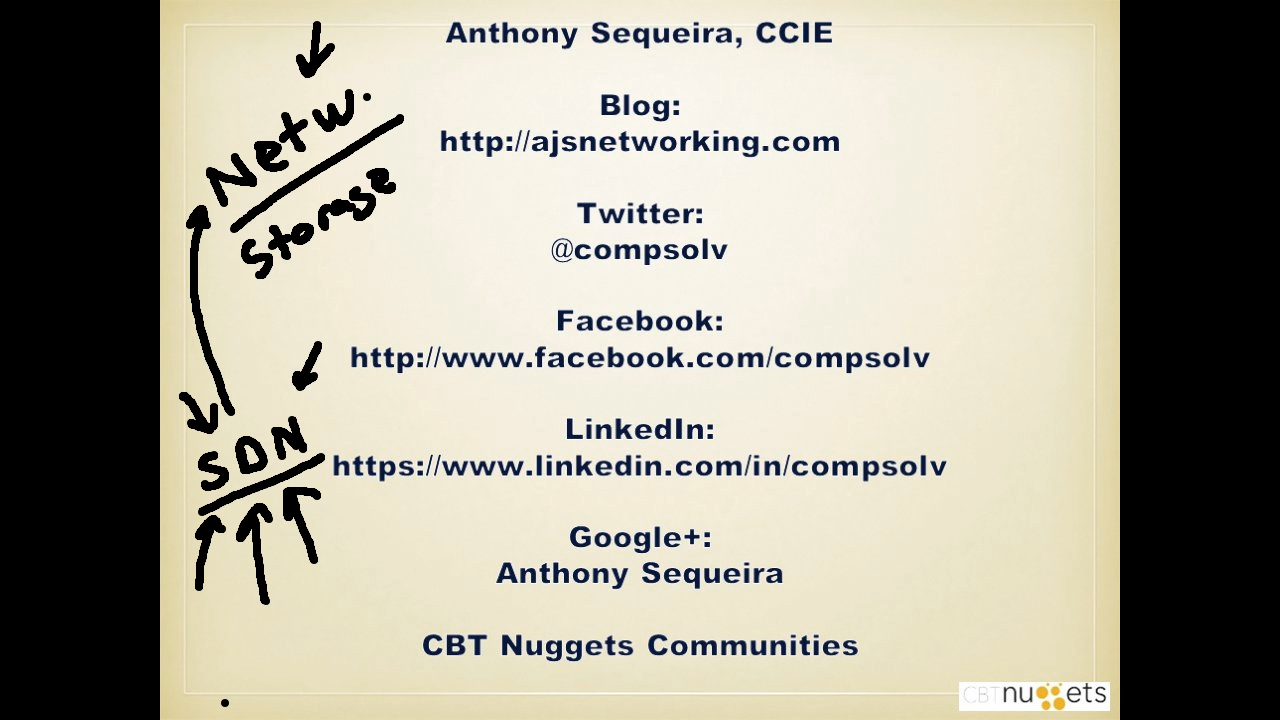 Anthony Sequeira, CCIE
Blog:
http://ajsnetworking.com
Twitter:
@compsolv
Facebook:
http://www.facebook.com/compsolv
LinkedIn:
https://www.linkedin.com/in/compsolv
Google+:
Anthony Sequeira
CBT Nuggets Communities
Netw.
Storage
SDN
CBTnuggets